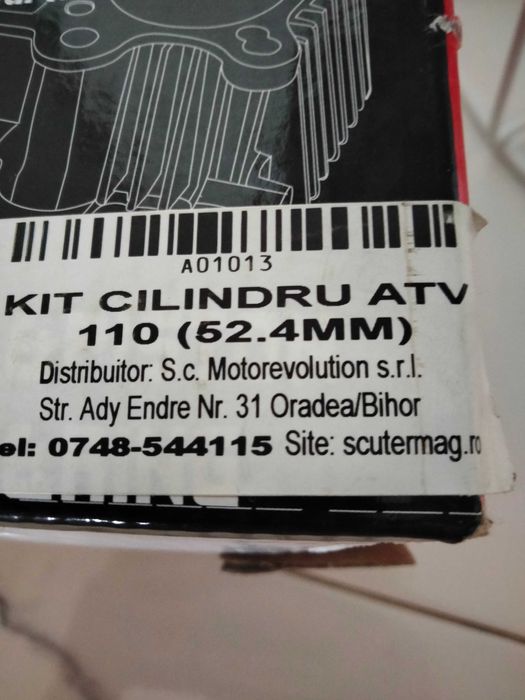 A01013
KIT CILINDRU ATV
110 (52.4MM)
Distribuitor: S.c. Motorevolution s.r.l.
Str. Ady Endre Nr. 31 Oradea/Bihor
el: 0748-544115 Site: scutermag.ro